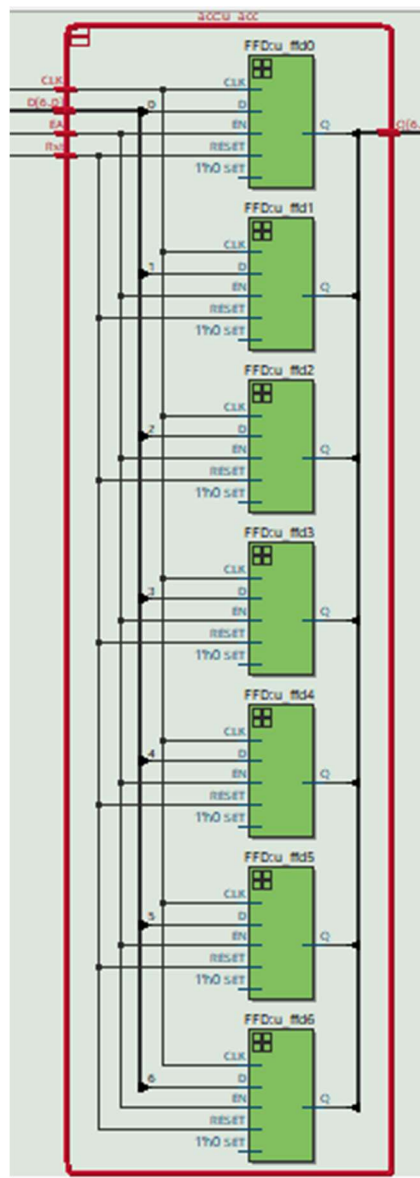 acc:u_acc
FFD:u_ffd0
CLK CLK
D[6..0] 0 D
EA EN Q Q[6.
Rst RESET
1'h0 SET
FFD:u_ffd1
CLK
1 D
EN Q
RESET
1'h0 SET
FFD:u_ffd2
CLK
2 D
EN Q
RESET
1'h0 SET
FFD:u_ffd3
CLK
3 D
EN Q
RESET
1'h0 SET
FFD:u_ffd4
CLK
4 D
EN Q
RESET
1'h0 SET
FFD:u_ffd5
CLK
5 D
EN Q
RESET
1'h0 SET
FFD:u_ffd6
CLK
6 D
EN Q
RESET
1'h0 SET